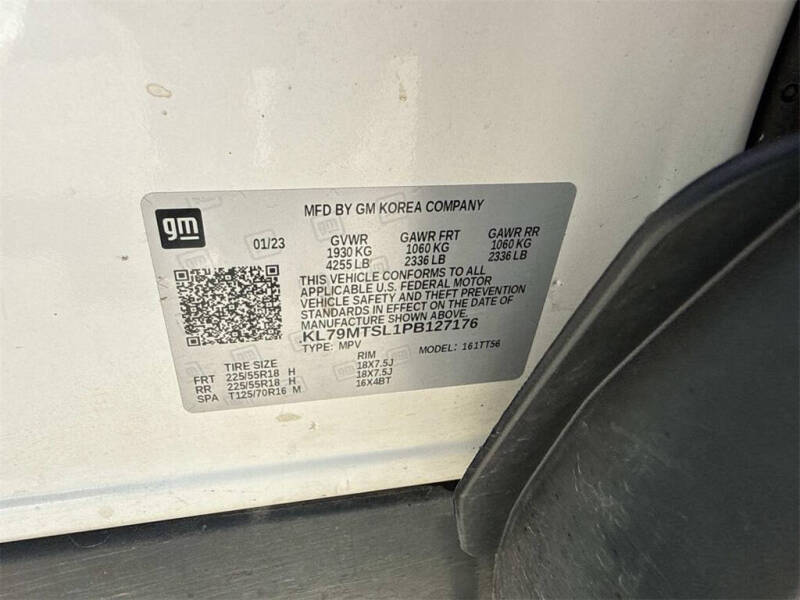 gm
MFD BY GM KOREA COMPANY
01/23
GVWR GAWR FRT GAWR RR
1930 KG 1060 KG 1060 KG
4255 LB 2336 LB 2336 LB
THIS VEHICLE CONFORMS TO ALL
APPLICABLE U.S. FEDERAL MOTOR
VEHICLE SAFETY AND THEFT PREVENTION
STANDARDS IN EFFECT ON THE DATE OF
MANUFACTURE SHOWN ABOVE.
KL79MTSL1PB127176
TYPE: MPV MODEL: 161TT56
TIRE SIZE RIM
FRT 225/55R18 H 18X7.5J
RR 225/55R18 H 18X7.5J
SPA T125/70R16 M 16X4BT